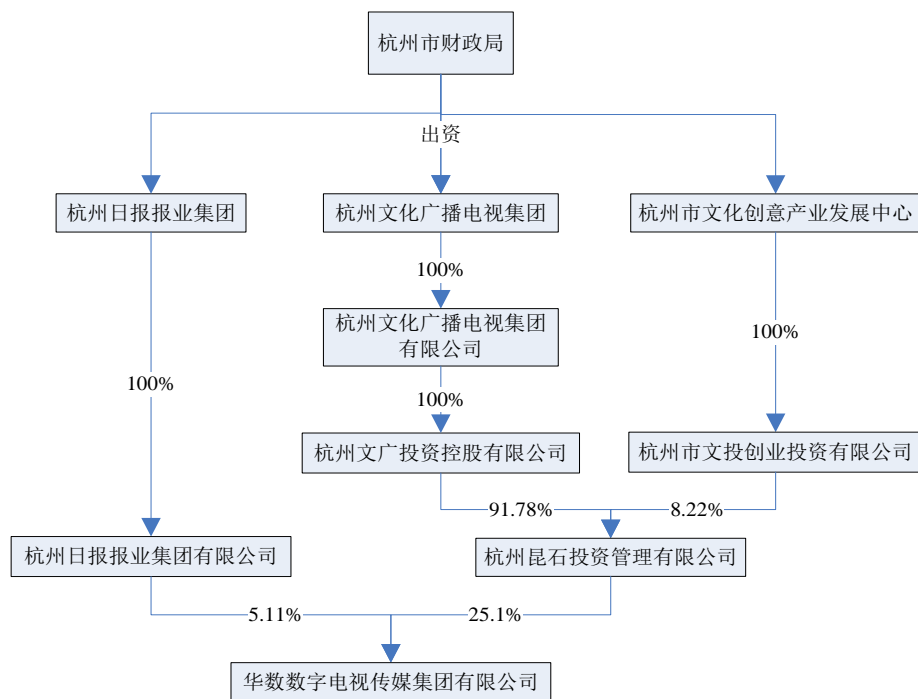 杭州市财政局
出资
杭州日报报业集团
杭州文化广播电视集团
杭州市文化创意产业发展中心
100%
杭州文化广播电视集团
有限公司
100%
100%
100%
杭州文广投资控股有限公司
杭州市文投创业投资有限公司
91.78%
8.22%
杭州日报报业集团有限公司
杭州昆石投资管理有限公司
5.11%
25.1%
华数数字电视传媒集团有限公司